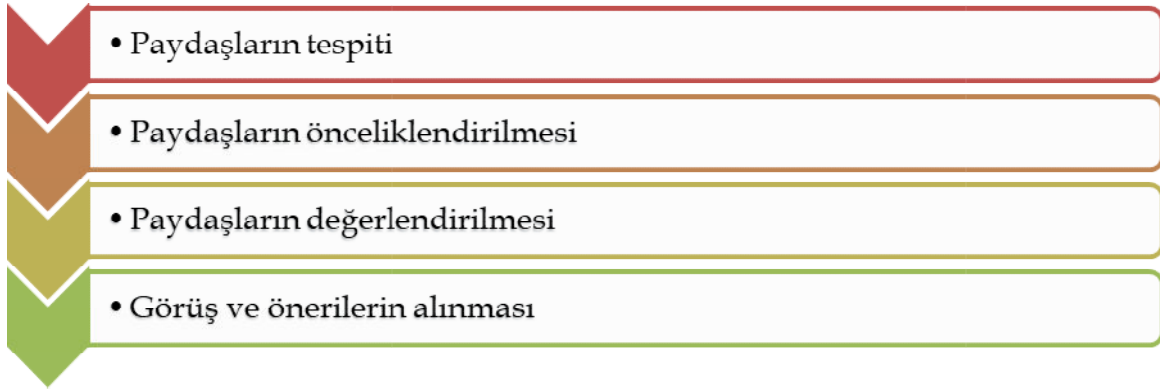 • Paydaşların tespiti
• Paydaşların önceliklendirilmesi
• Paydaşların değerlendirilmesi
• Görüş ve önerilerin alınması